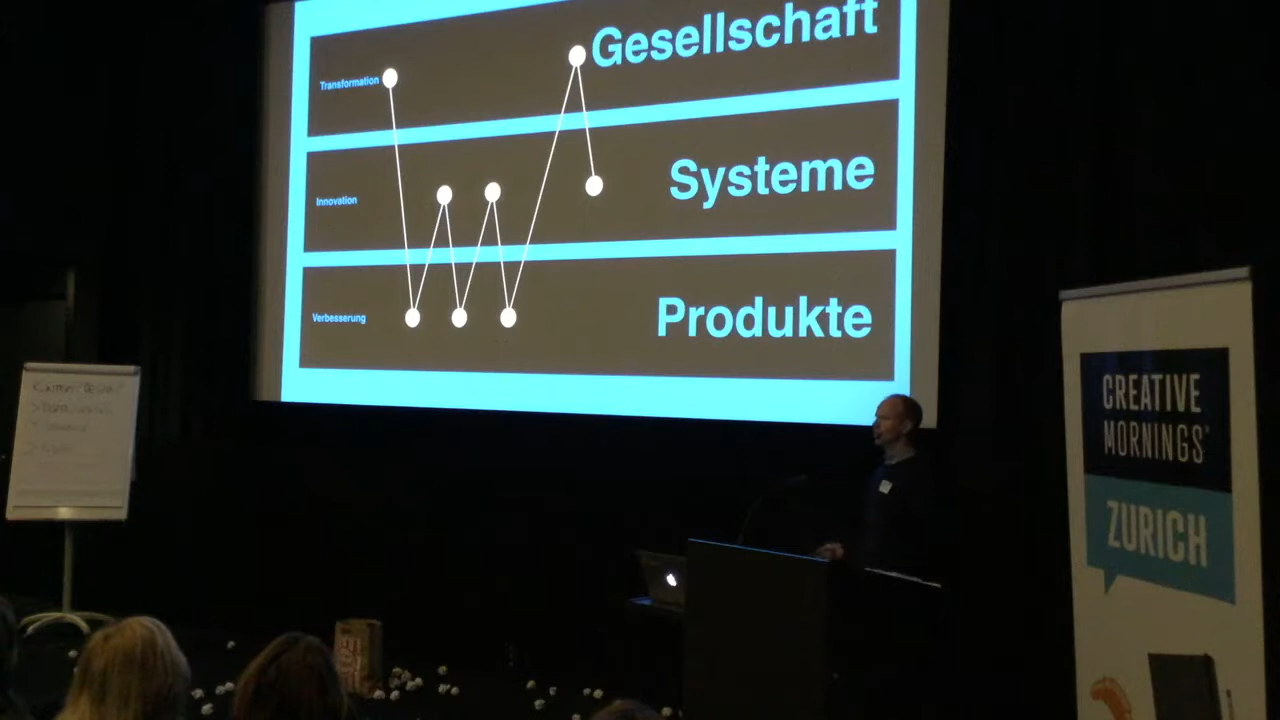 Gesellschaft
Transformation
Systeme
Innovation
Produkte
Verbesserung
CREATIVE
MORNINGS
ZURICH